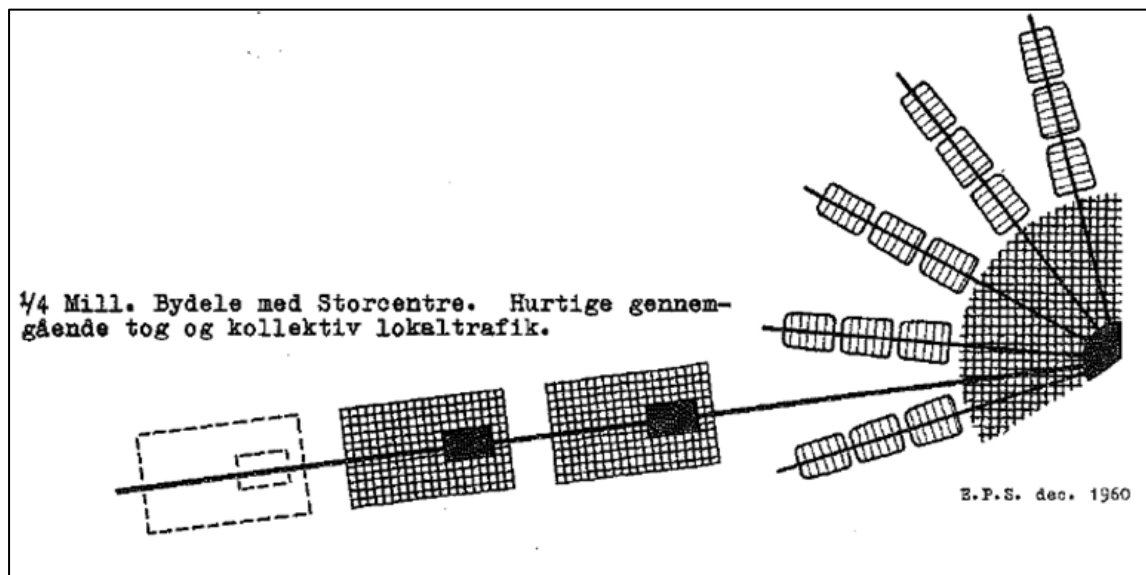 1/4 Mill. Bydele med Storcentre. Hurtige gennem-
gående tog og kollektiv lokaltrafik.
E.P.S. dec. 1960